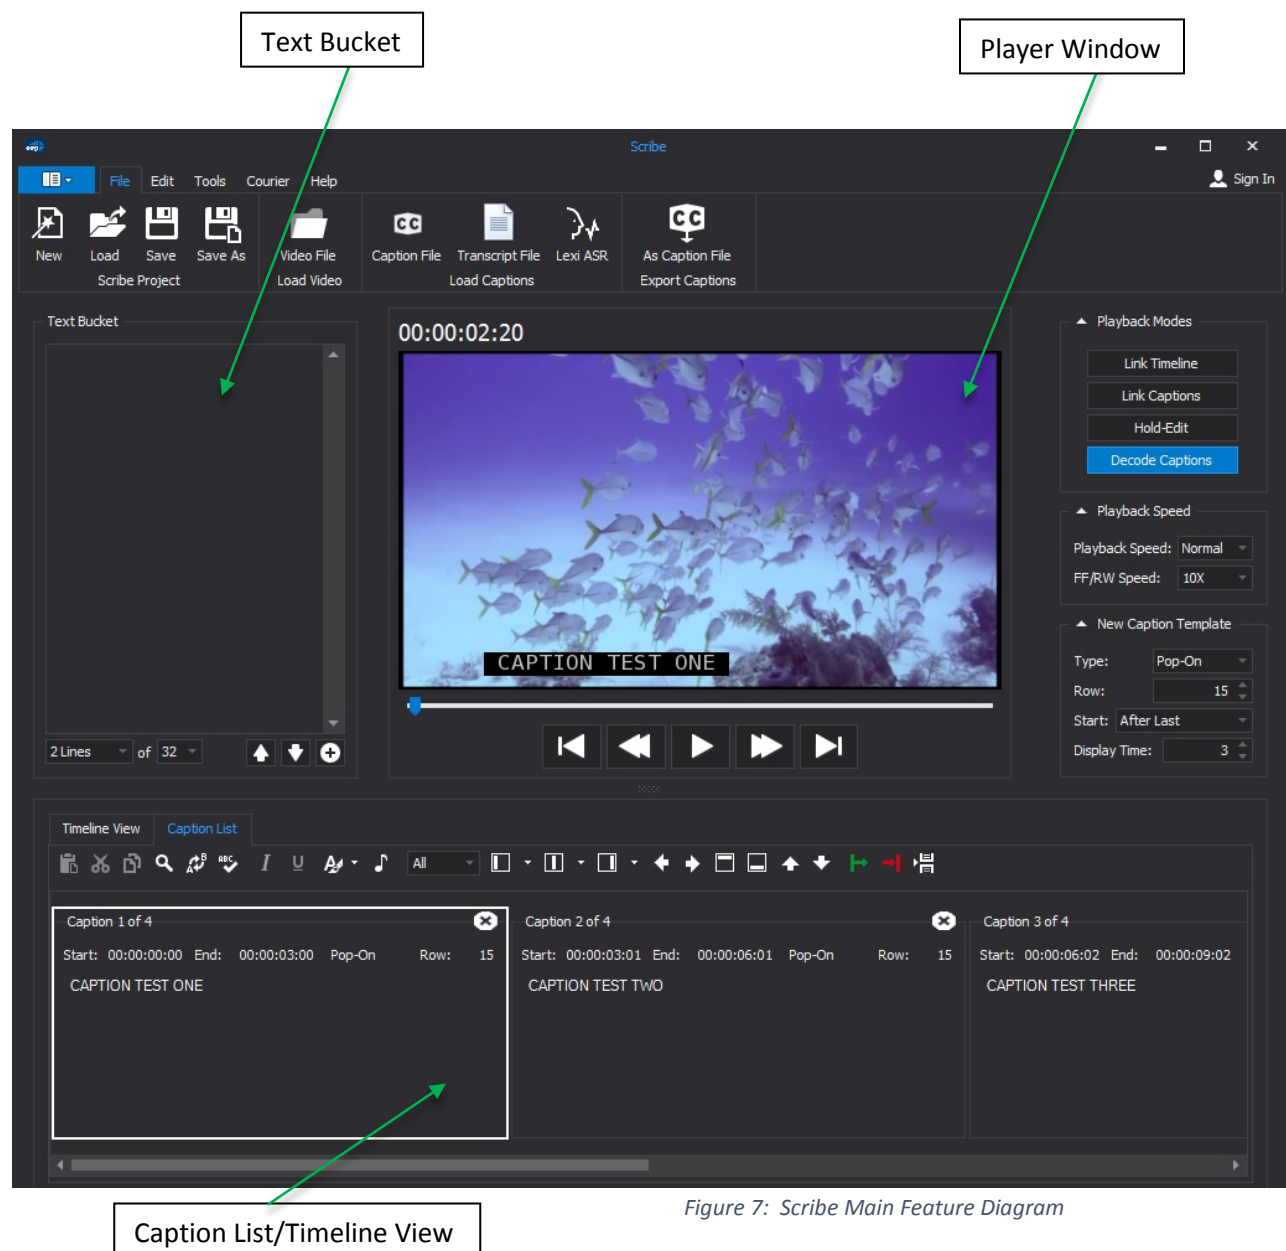 Text Bucket
Player Window
Scribe
File Edit Tools Courier Help
Sign In
New Load Save Save As Video File Caption File Transcript File Lexi ASR As Caption File
Scribe Project Load Video Load Captions Export Captions
Text Bucket
00:00:02:20
CAPTION TEST ONE
2 Lines of 32
Playback Modes
Link Timeline
Link Captions
Hold-Edit
Decode Captions
Playback Speed
Playback Speed: Normal
FF/RW Speed: 10X
New Caption Template
Type: Pop-On
Row: 15
Start: After Last
Display Time: 3
Timeline View Caption List
All
Caption 1 of 4
Start: 00:00:00:00 End: 00:00:03:00 Pop-On Row: 15
CAPTION TEST ONE
Caption 2 of 4
Start: 00:00:03:01 End: 00:00:06:01 Pop-On Row: 15
CAPTION TEST TWO
Caption 3 of 4
Start: 00:00:06:02 End: 00:00:09:02
CAPTION TEST THREE
Figure 7: Scribe Main Feature Diagram
Caption List/Timeline View